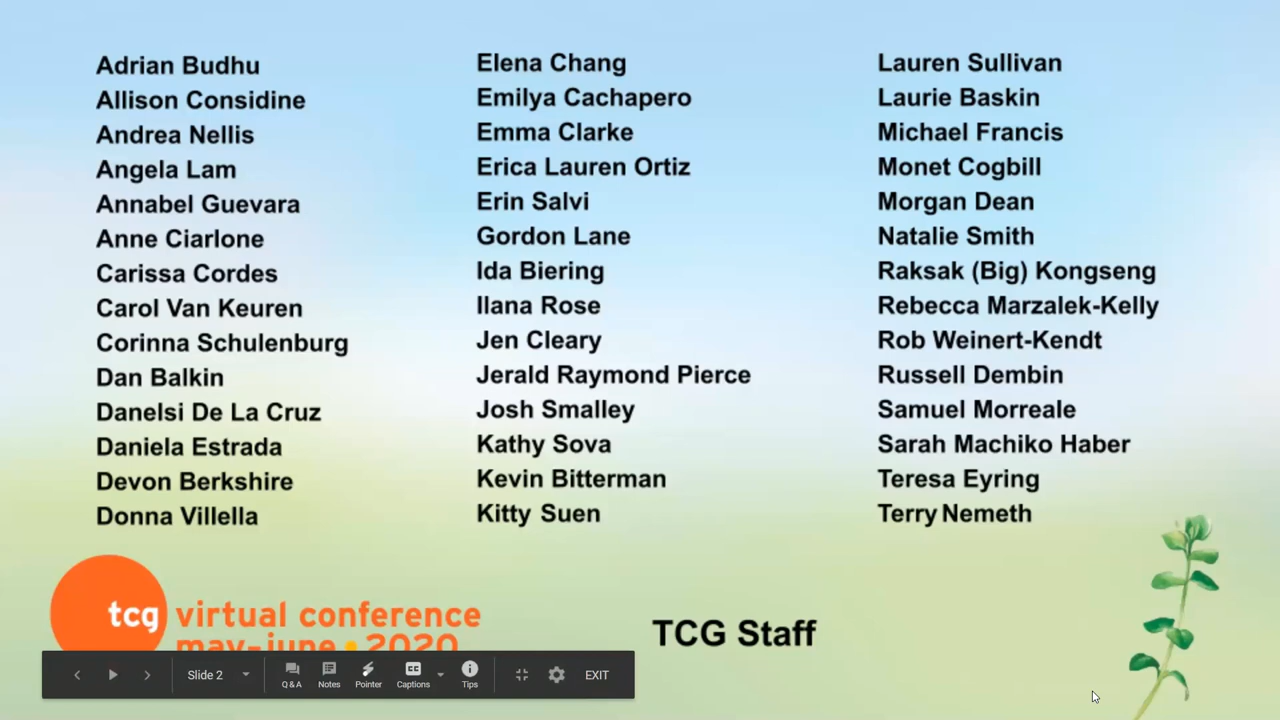 Adrian Budhu
Allison Considine
Andrea Nellis
Angela Lam
Annabel Guevara
Anne Ciarlone
Carissa Cordes
Carol Van Keuren
Corinna Schulenburg
Dan Balkin
Danelsi De La Cruz
Daniela Estrada
Devon Berkshire
Donna Villella
Elena Chang
Emilya Cachapero
Emma Clarke
Erica Lauren Ortiz
Erin Salvi
Gordon Lane
Ida Biering
Ilana Rose
Jen Cleary
Jerald Raymond Pierce
Josh Smalley
Kathy Sova
Kevin Bitterman
Kitty Suen
Lauren Sullivan
Laurie Baskin
Michael Francis
Monet Cogbill
Morgan Dean
Natalie Smith
Raksak (Big) Kongseng
Rebecca Marzalek-Kelly
Rob Weinert-Kendt
Russell Dembin
Samuel Morreale
Sarah Machiko Haber
Teresa Eyring
Terry Nemeth
tcg virtual conference
may-june 2020
TCG Staff
Slide 2
Q & A
Notes
Pointer
CC
Captions
Tips
EXIT